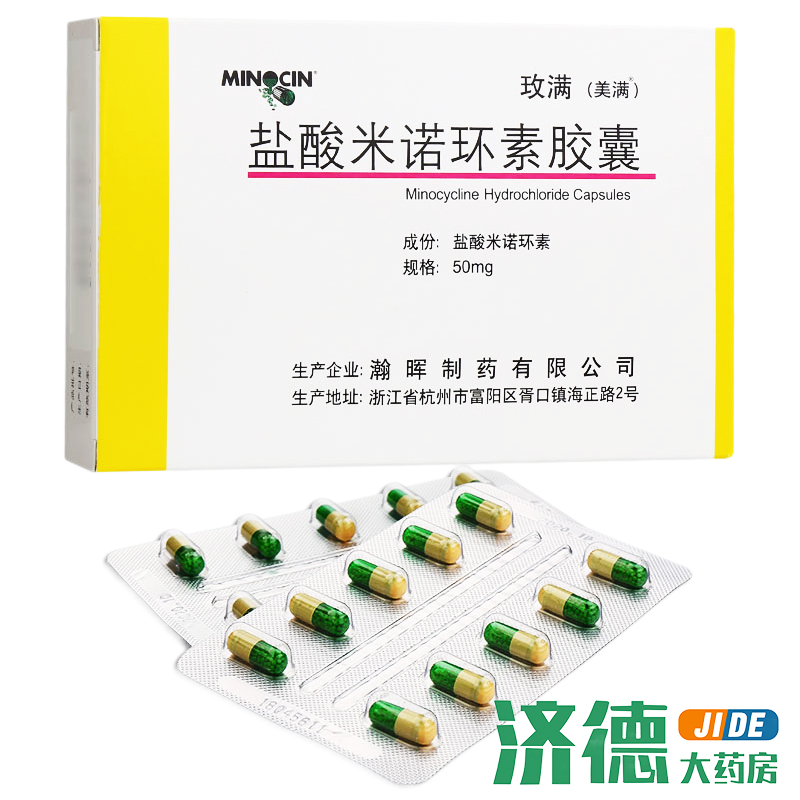 MINOCIN®
玫满（美满®）
盐酸米诺环素胶囊
Minocycline Hydrochloride Capsules
成份: 盐酸米诺环素
规格: 50mg
生产企业: 瀚晖制药有限公司
生产地址: 浙江省杭州市富阳区胥口镇海正路2号
16045611
济德
JIDE
大药房